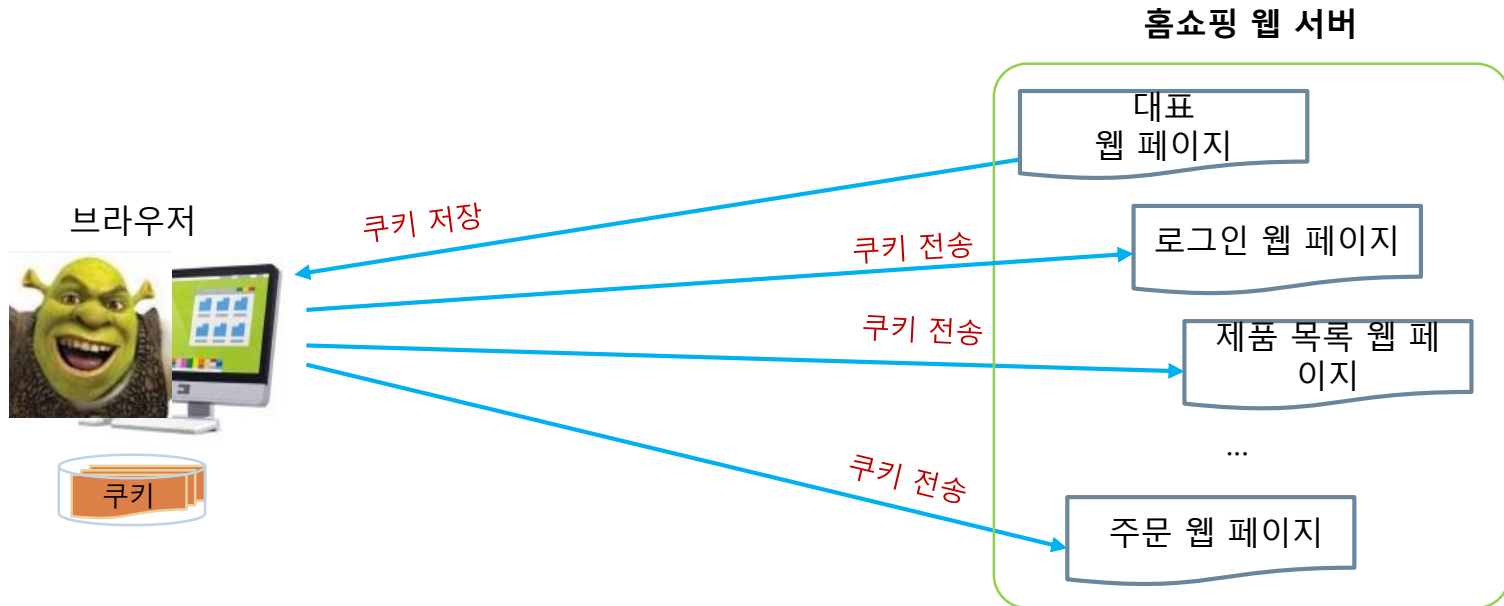 홈쇼핑 웹 서버
대표
웹 페이지
브라우저
쿠키 저장
쿠키 전송
로그인 웹 페이지
쿠키 전송
제품 목록 웹 페
이지
...
쿠키 전송
쿠키
주문 웹 페이지